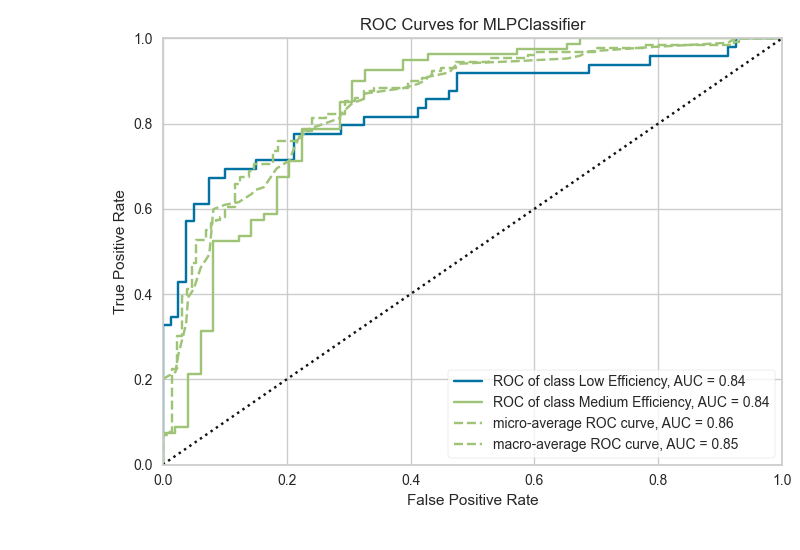 ROC Curves for MLPClassifier
1.0
0.8
0.6
0.4
0.2
0.0
True Positive Rate
ROC of class Low Efficiency, AUC = 0.84
ROC of class Medium Efficiency, AUC = 0.84
micro-average ROC curve, AUC = 0.86
macro-average ROC curve, AUC = 0.85
0.0 0.2 0.4 0.6 0.8 1.0
False Positive Rate